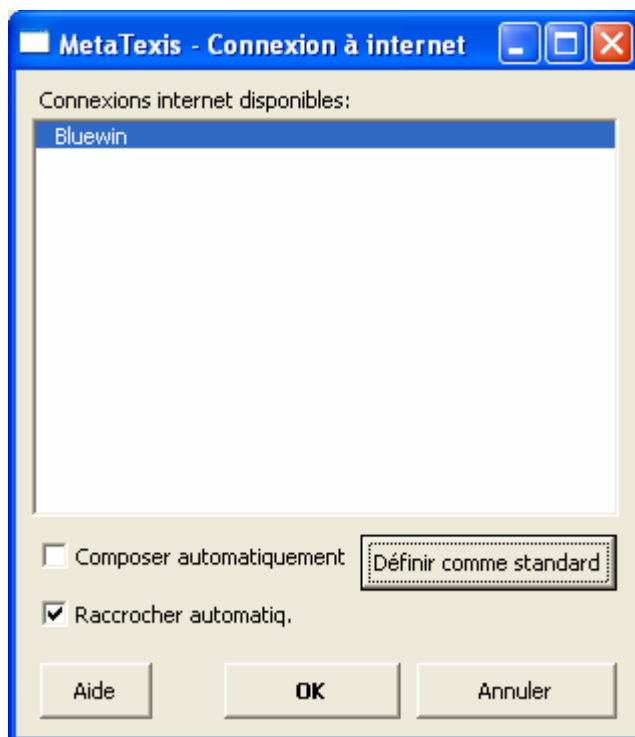 MetaTexis - Connexion à internet
Connexions internet disponibles:
Bluewin
Composer automatiquement
Définir comme standard
Raccrocher automatiq.
Aide
OK
Annuler